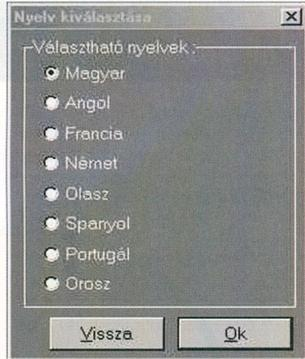 Nyelv kiválasztása
Választható nyelvek :
Magyar
Angol
Francia
Német
Olasz
Spanyol
Portugál
Orosz
Vissza
Ok